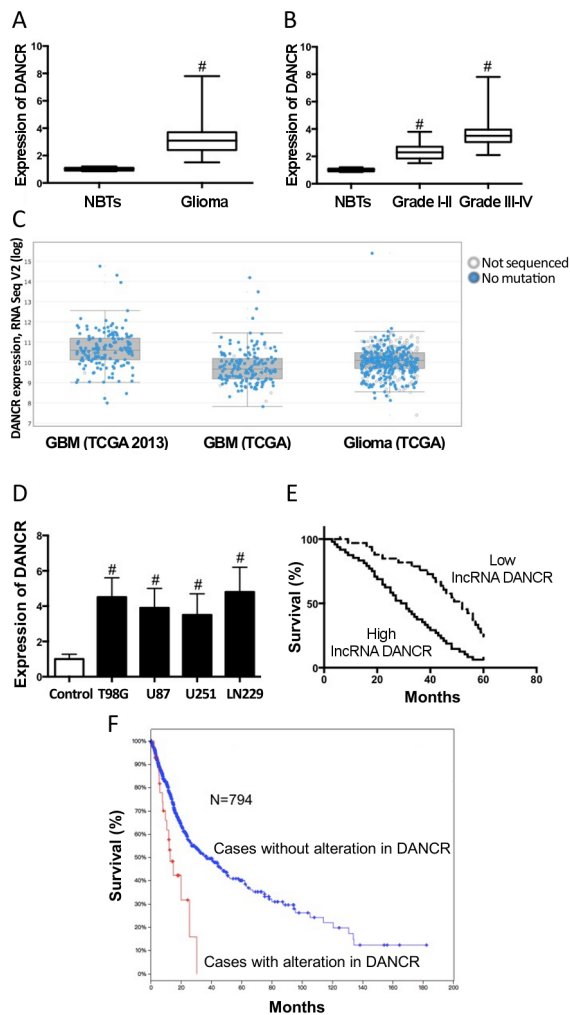 A
Expression of DANCR
10
8
6
4
2
0
#
NBTs
Glioma
B
Expression of DANCR
10
8
6
4
2
0
#
#
NBTs
Grade I-II
Grade III-IV
C
DANCR expression, RNA Seq V2 (log)
15
14
13
12
11
10
9
8
7
Not sequenced
No mutation
GBM (TCGA 2013)
GBM (TCGA)
Glioma (TCGA)
D
Expression of DANCR
8
6
4
2
0
#
#
#
#
Control
T98G
U87
U251
LN229
E
Survival (%)
100
50
0
Low
lncRNA DANCR
High
lncRNA DANCR
0
20
40
60
80
Months
F
Survival (%)
100%
90%
80%
70%
60%
50%
40%
30%
20%
10%
0%
N=794
Cases without alteration in DANCR
Cases with alteration in DANCR
0
20
40
60
80
100
120
140
160
180
200
Months